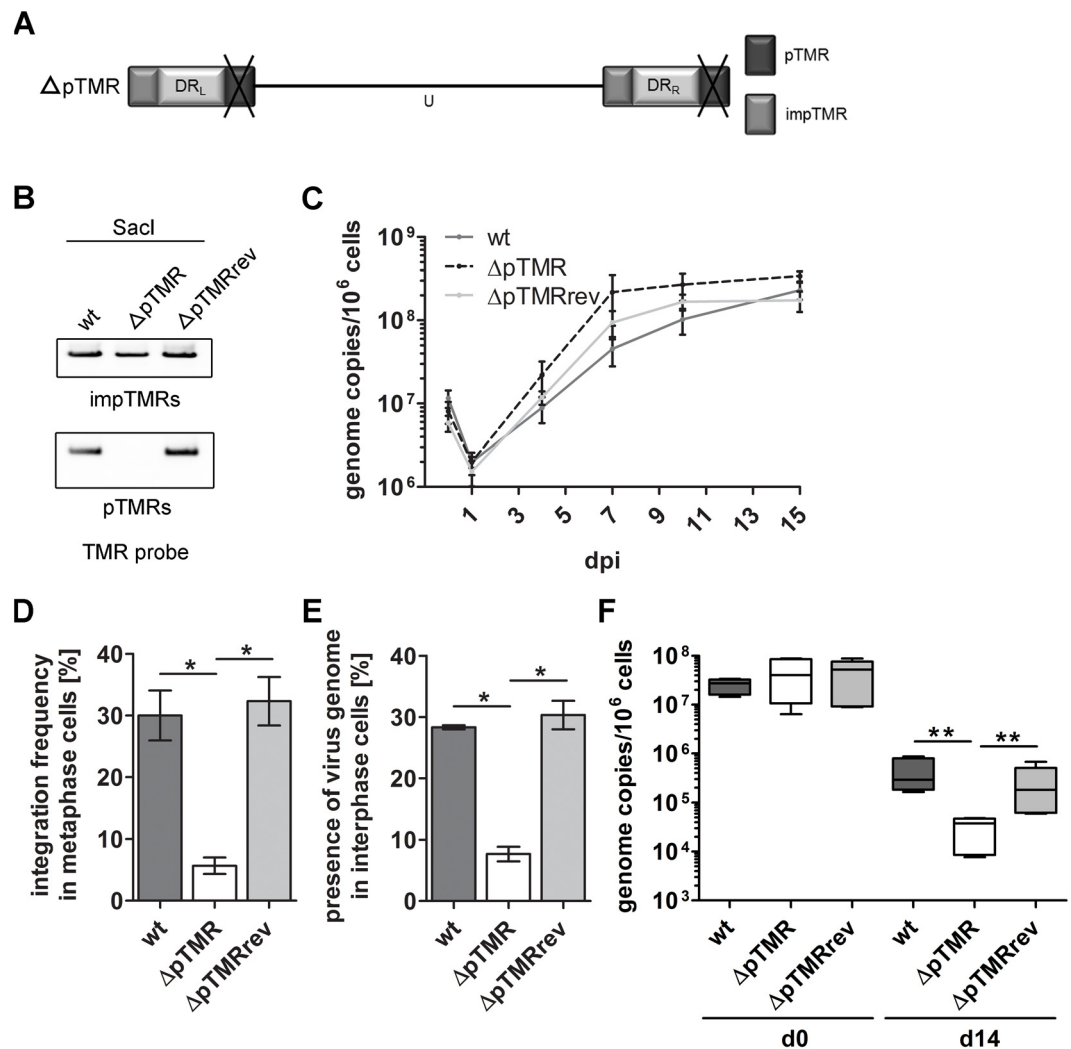 A
ΔpTMR
DRL
U
DRR
pTMR
impTMR
B
SacI
wt
ΔpTMR
ΔpTMRrev
impTMRs
pTMRs
TMR probe
C
genome copies/10^6 cells
10^9
10^8
10^7
10^6
wt
ΔpTMR
ΔpTMRrev
1
3
5
7
9
11
13
15
dpi
D
integration frequency
in metaphase cells [%]
40
30
20
10
0
*
*
wt
ΔpTMR
ΔpTMRrev
E
presence of virus genome
in interphase cells [%]
40
30
20
10
0
*
*
wt
ΔpTMR
ΔpTMRrev
F
genome copies/10^6 cells
10^8
10^7
10^6
10^5
10^4
10^3
**
**
wt
ΔpTMR
ΔpTMRrev
wt
ΔpTMR
ΔpTMRrev
d0
d14